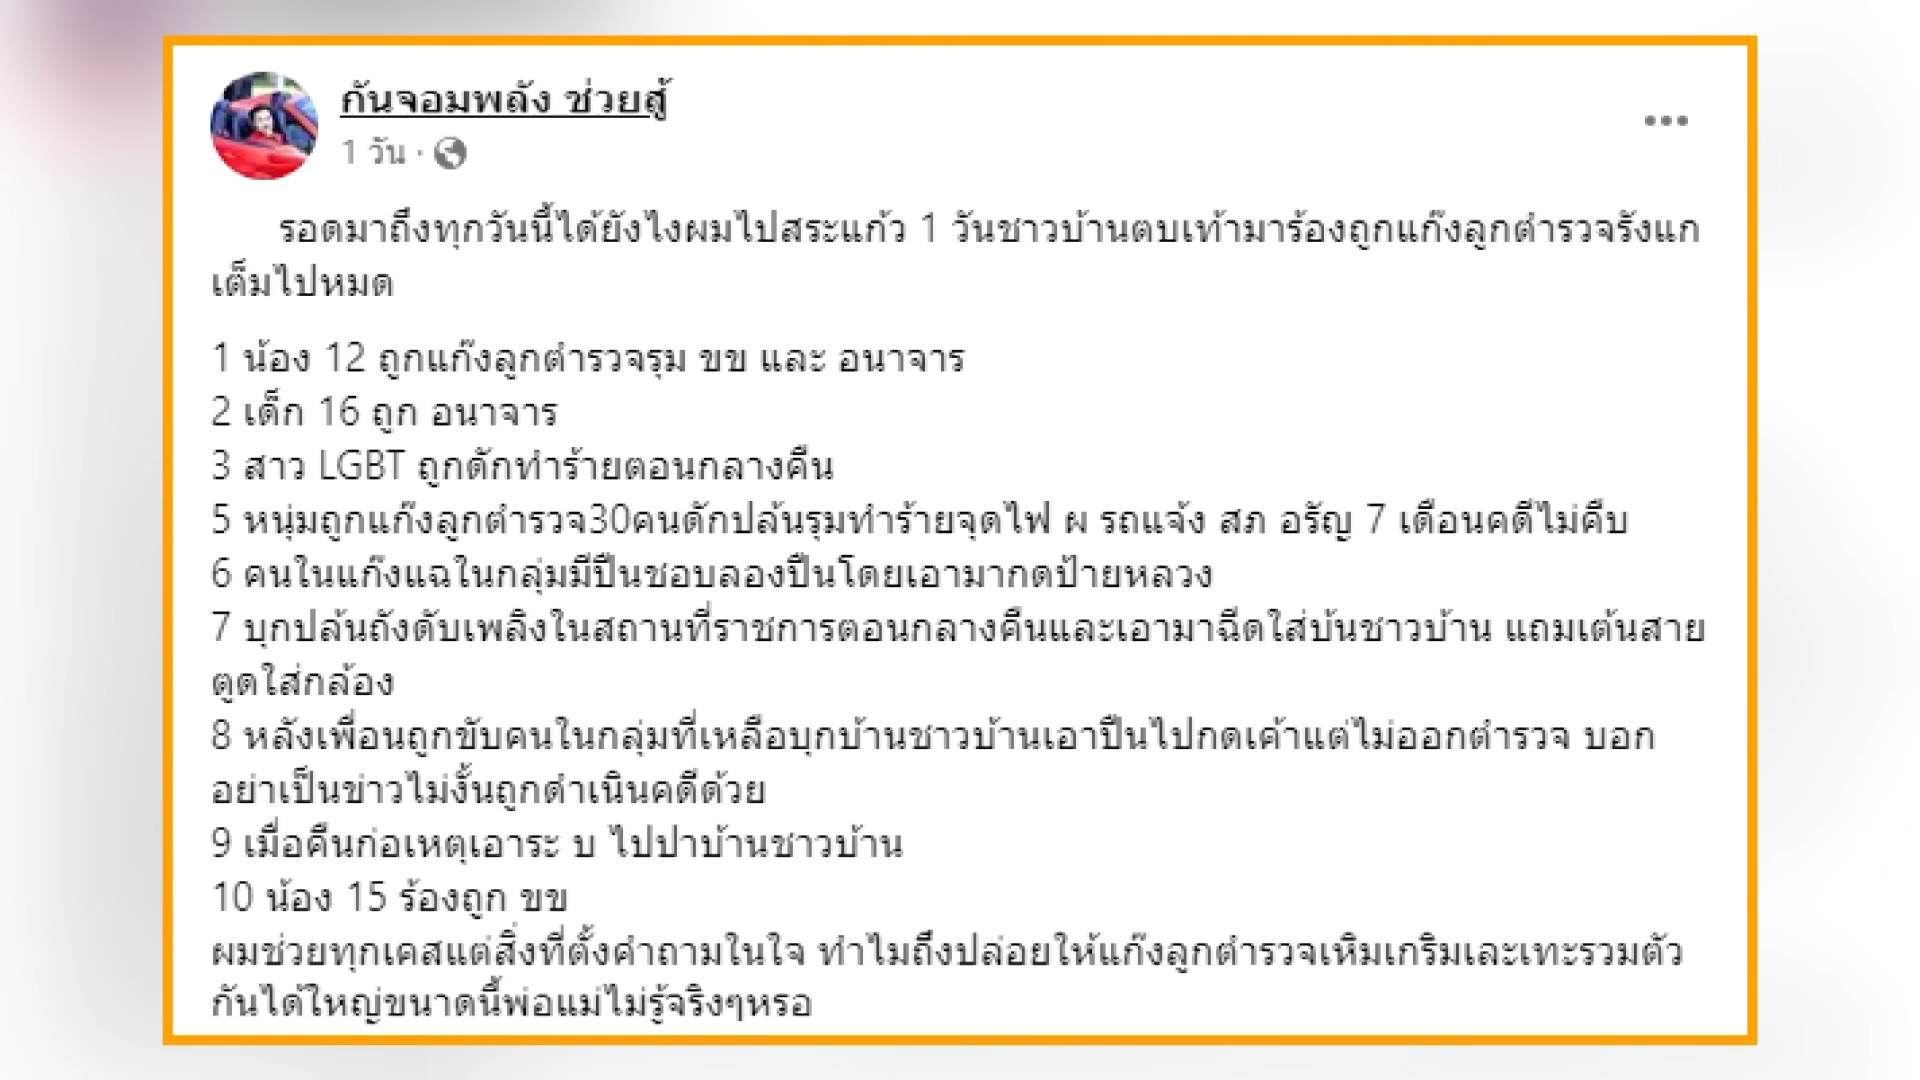 กันจอมพลัง ช่วยสู้
1 วัน ·
รอดมาถึงทุกวันนี้ได้ยังไงผมไปสระแก้ว 1 วันชาวบ้านตบเท้ามาร้องถูกแก๊งลูกตำรวจรังแก
เต็มไปหมด
1 น้อง 12 ถูกแก๊งลูกตำรวจรุม ขข และ อนาจาร
2 เด็ก 16 ถูก อนาจาร
3 สาว LGBT ถูกดักทำร้ายตอนกลางคืน
5 หนุ่มถูกแก๊งลูกตำรวจ30คนดักปล้นรุมทำร้ายจุดไฟ ผ รถแจ้ง สภ อรัญ 7 เดือนคดีไม่คืบ
6 คนในแก๊งแฉในกลุ่มมีปืนชอบลองปืนโดยเอามากดป้ายหลวง
7 บุกปล้นถังดับเพลิงในสถานที่ราชการตอนกลางคืนและเอามาฉีดใส่บ้นชาวบ้าน แถมเต้นสาย
ตูดใส่กล้อง
8 หลังเพื่อนถูกขับคนในกลุ่มที่เหลือบุกบ้านชาวบ้านเอาปืนไปกดเค้าแต่ไม่ออกตำรวจ บอก
อย่าเป็นข่าวไม่งั้นถูกดำเนินคดีด้วย
9 เมื่อคืนก่อเหตุเอาระ บ ไปปาบ้านชาวบ้าน
10 น้อง 15 ร้องถูก ขข
ผมช่วยทุกเคสแต่สิ่งที่ตั้งคำถามในใจ ทำไมถึงปล่อยให้แก๊งลูกตำรวจเหิมเกริมเละเทะรวมตัว
กันได้ใหญ่ขนาดนี้พ่อแม่ไม่รู้จริงๆหรอ